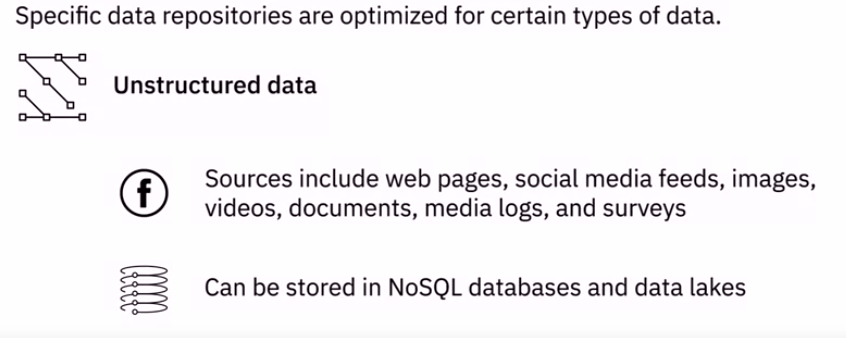 Specific data repositories are optimized for certain types of data.
Unstructured data
f
Sources include web pages, social media feeds, images,
videos, documents, media logs, and surveys
Can be stored in NoSQL databases and data lakes